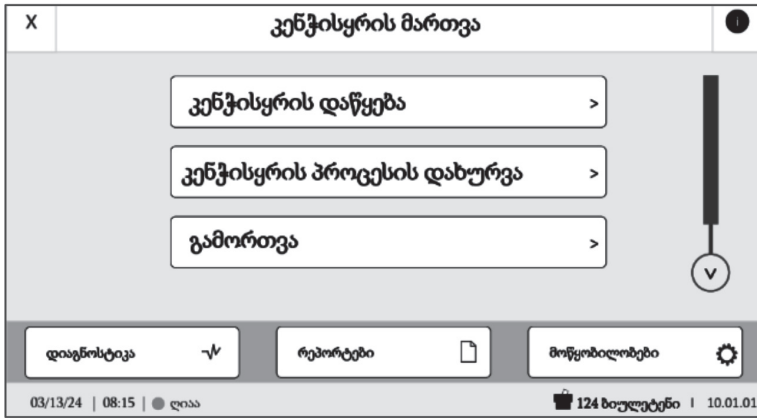 X კენჭისყრის მართვა i
კენჭისყრის დაწყება >
კენჭისყრის პროცესის დახურვა >
გამორთვა >
v
დიაგნოსტიკა რეპორტები მოწყობილობები
03/13/24 | 08:15 | ღიაა 124 ბიულეტენი | 10.01.01